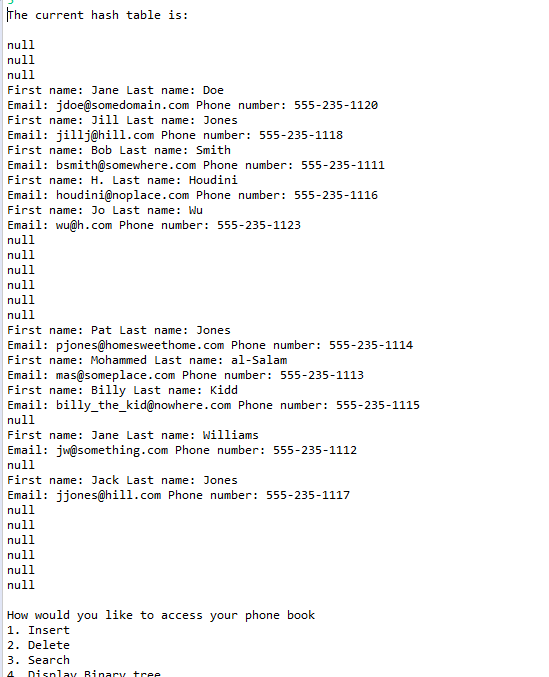 The current hash table is:
null
null
null
First name: Jane Last name: Doe
Email: jdoe@somedomain.com Phone number: 555-235-1120
First name: Jill Last name: Jones
Email: jillj@hill.com Phone number: 555-235-1118
First name: Bob Last name: Smith
Email: bsmith@somewhere.com Phone number: 555-235-1111
First name: H. Last name: Houdini
Email: houdini@noplace.com Phone number: 555-235-1116
First name: Jo Last name: Wu
Email: wu@h.com Phone number: 555-235-1123
null
null
null
null
null
null
First name: Pat Last name: Jones
Email: pjones@homesweethome.com Phone number: 555-235-1114
First name: Mohammed Last name: al-Salam
Email: mas@someplace.com Phone number: 555-235-1113
First name: Billy Last name: Kidd
Email: billy_the_kid@nowhere.com Phone number: 555-235-1115
null
First name: Jane Last name: Williams
Email: jw@something.com Phone number: 555-235-1112
null
First name: Jack Last name: Jones
Email: jjones@hill.com Phone number: 555-235-1117
null
null
null
null
null
null
How would you like to access your phone book
1. Insert
2. Delete
3. Search
4. Display Binary tree